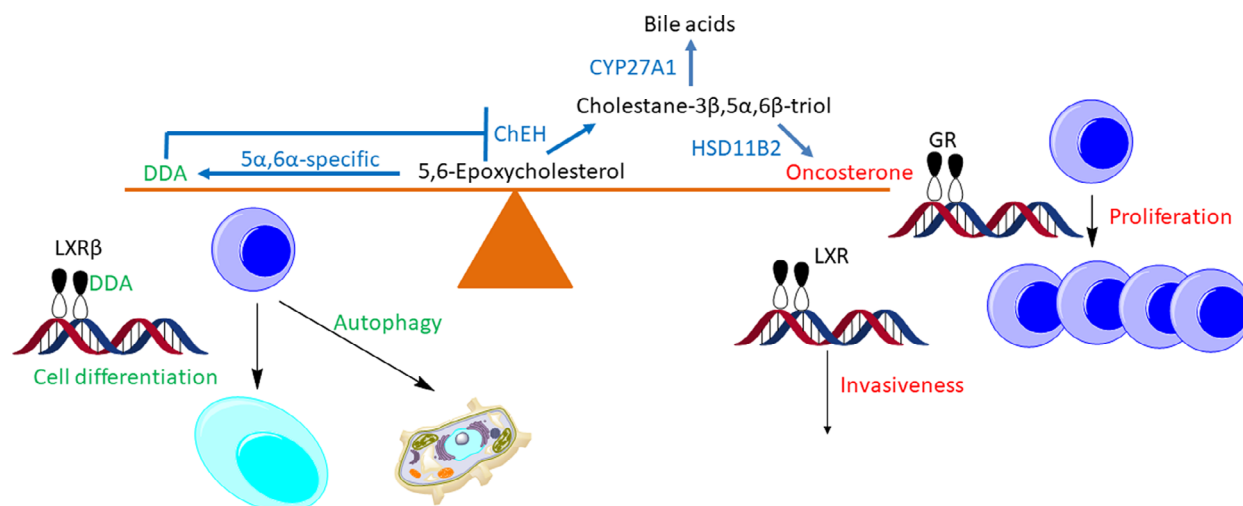 Bile acids
CYP27A1
Cholestane-3β,5α,6β-triol
ChEH
HSD11B2
5α,6α-specific
DDA
5,6-Epoxycholesterol
Oncosterone
GR
Proliferation
LXRβ
DDA
LXR
Autophagy
Cell differentiation
Invasiveness